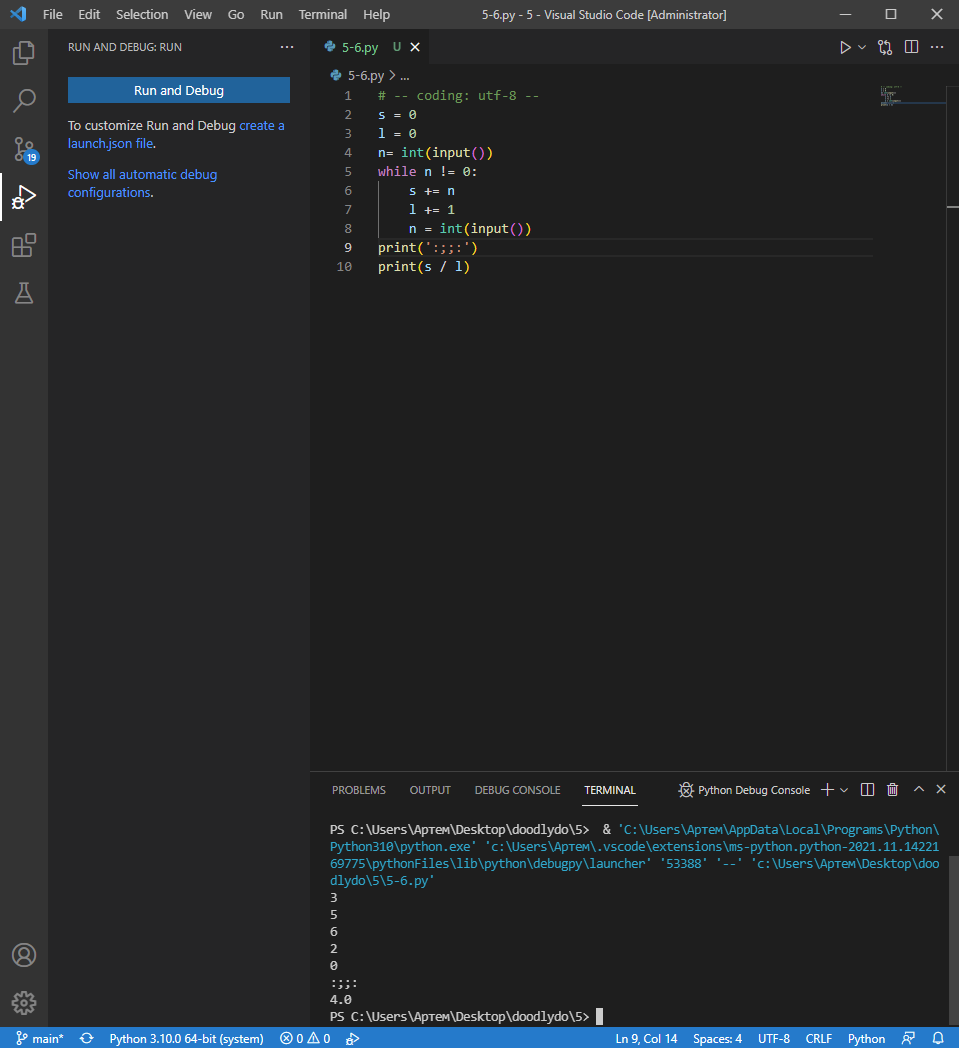 File Edit Selection View Go Run Terminal Help 5-6.py - 5 - Visual Studio Code [Administrator]
RUN AND DEBUG: RUN
Run and Debug
To customize Run and Debug create a
launch.json file.
Show all automatic debug
configurations.
19
5-6.py U
5-6.py > ...
1 # -- coding: utf-8 --
2 s = 0
3 l = 0
4 n= int(input())
5 while n != 0:
6 s += n
7 l += 1
8 n = int(input())
9 print(':;;:')
10 print(s / l)
PROBLEMS OUTPUT DEBUG CONSOLE TERMINAL Python Debug Console
PS C:\Users\Артем\Desktop\doodlydo\5> & 'C:\Users\Артем\AppData\Local\Programs\Python\
Python310\python.exe' 'c:\Users\Артем\.vscode\extensions\ms-python.python-2021.11.14221
69775\pythonFiles\lib\python\debugpy\launcher' '53388' '--' 'c:\Users\Артем\Desktop\doo
dlydo\5\5-6.py'
3
5
6
2
0
:;;:
4.0
PS C:\Users\Артем\Desktop\doodlydo\5>
main* Python 3.10.0 64-bit (system) 0 0 Ln 9, Col 14 Spaces: 4 UTF-8 CRLF Python